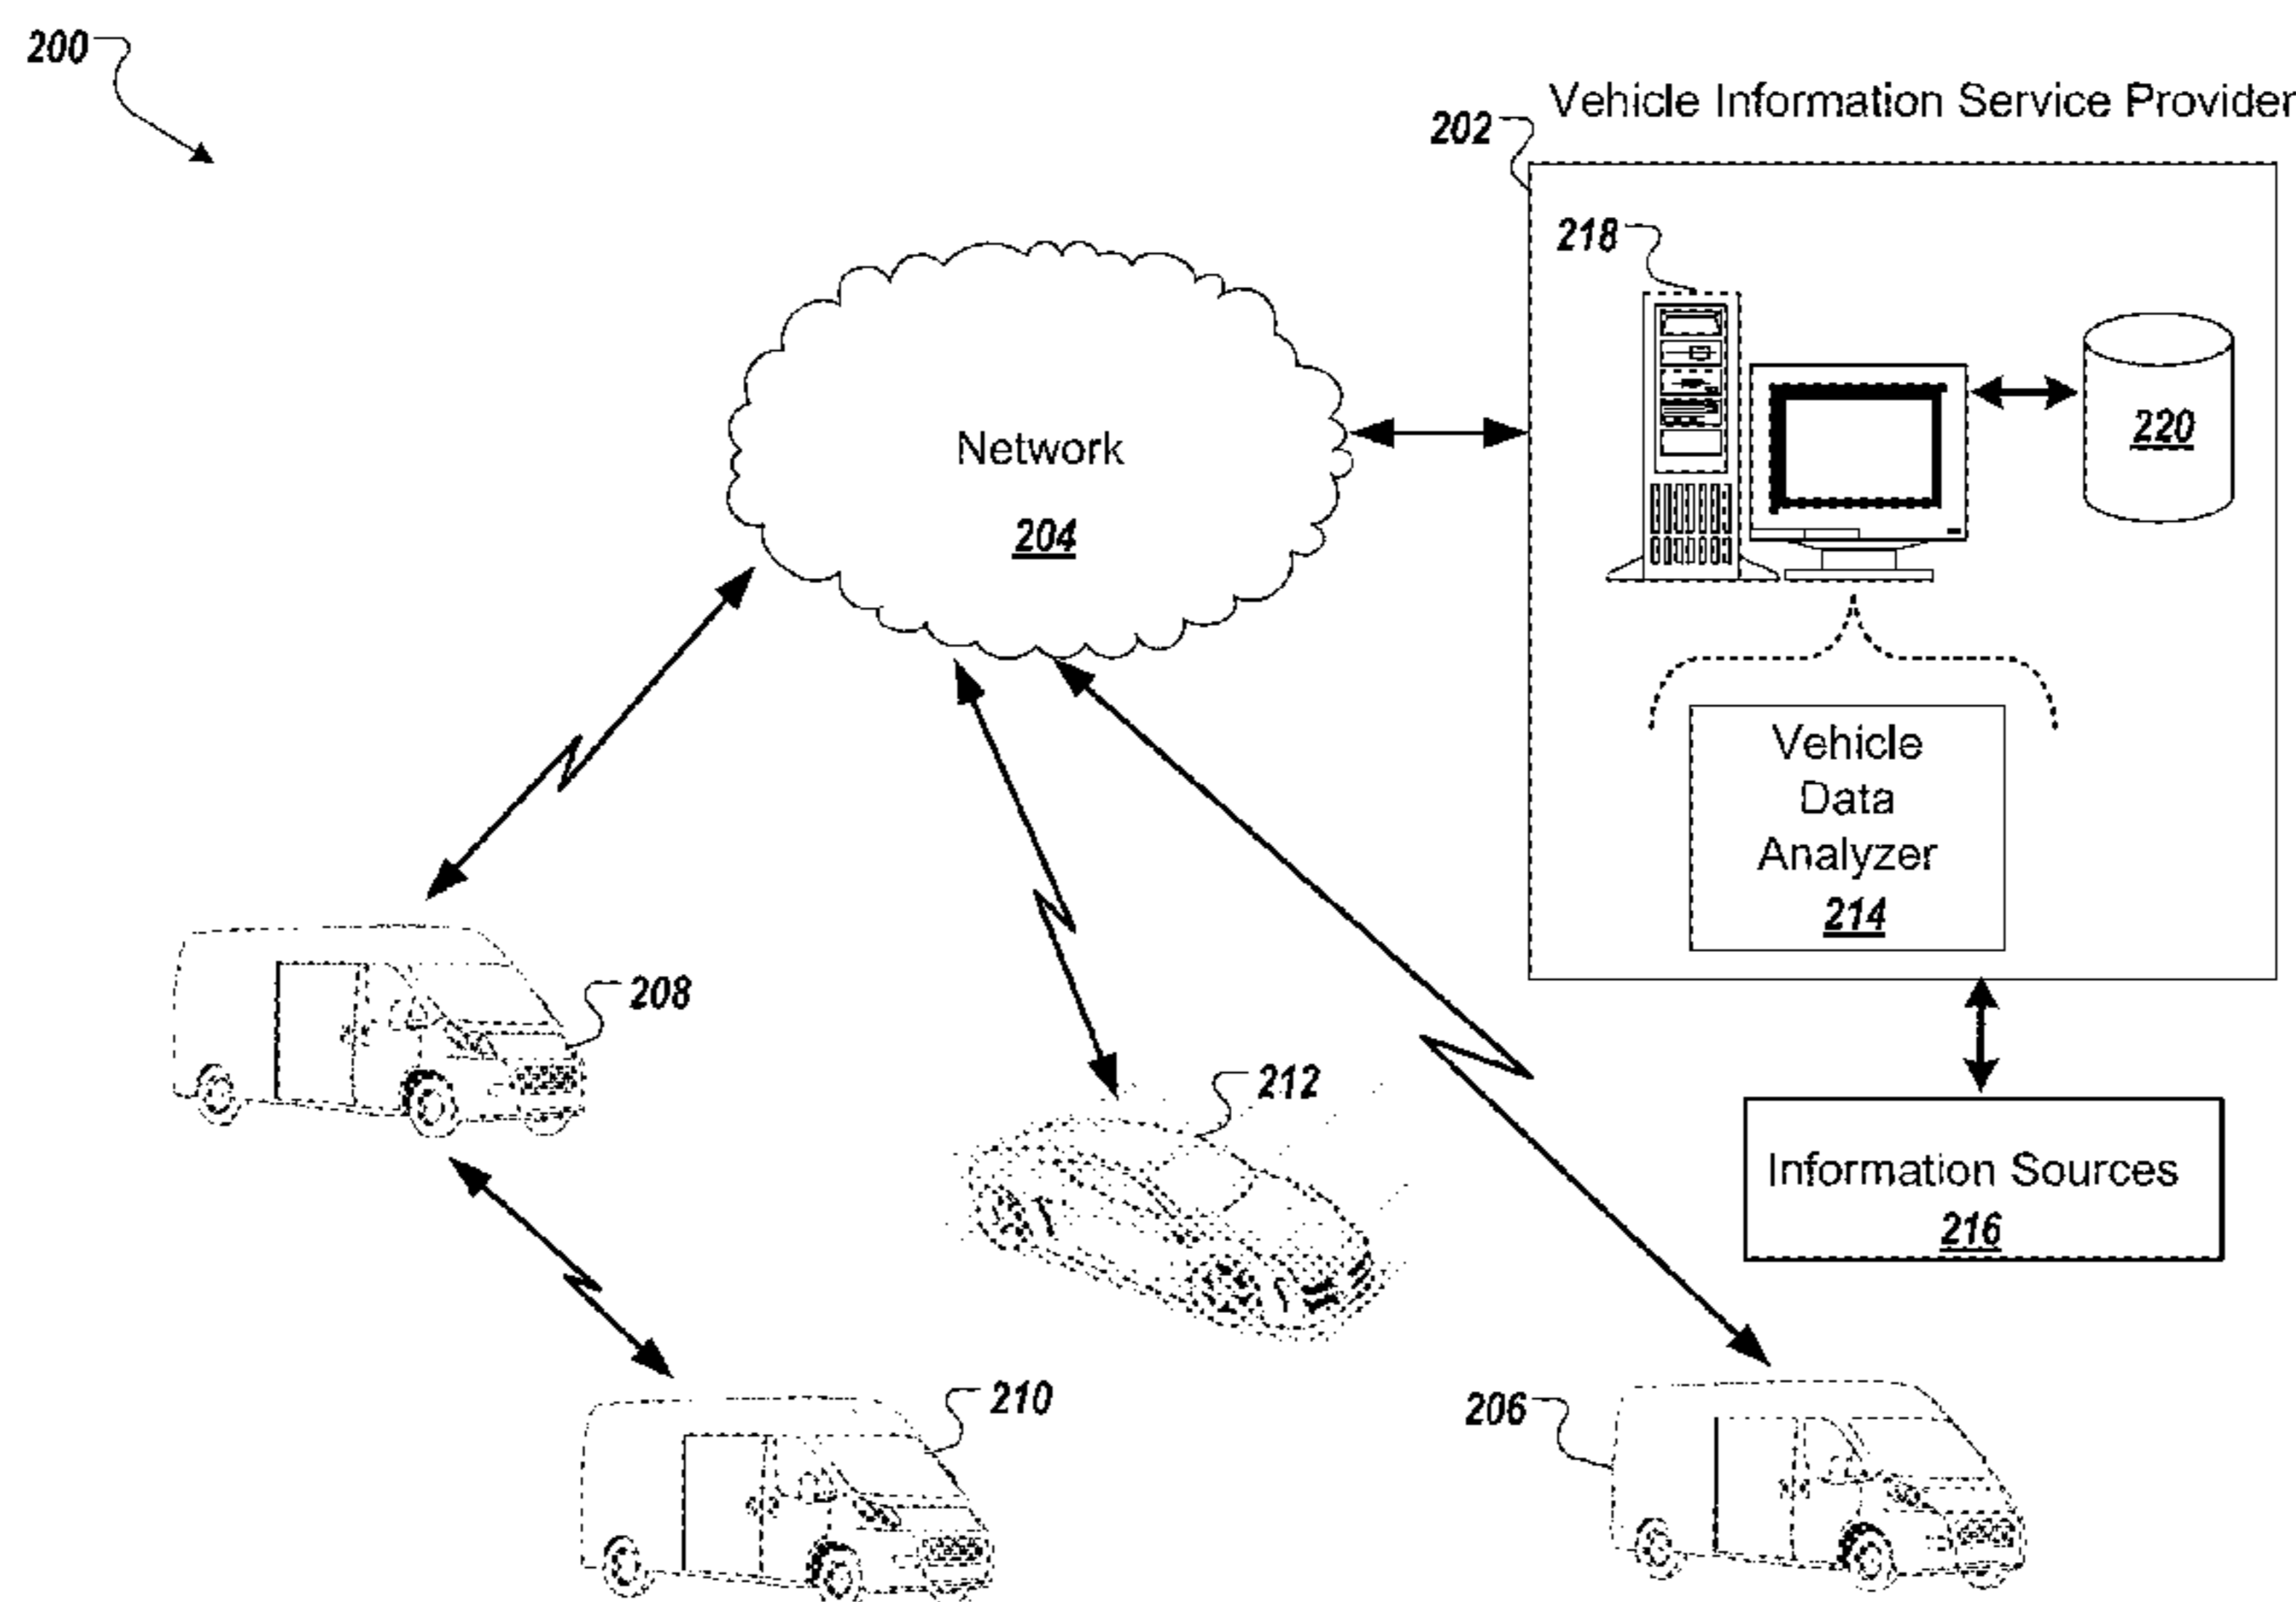 200
Vehicle Information Service Provider
202
218
220
Network
204
Vehicle
Data
Analyzer
214
208
212
Information Sources
216
210
206